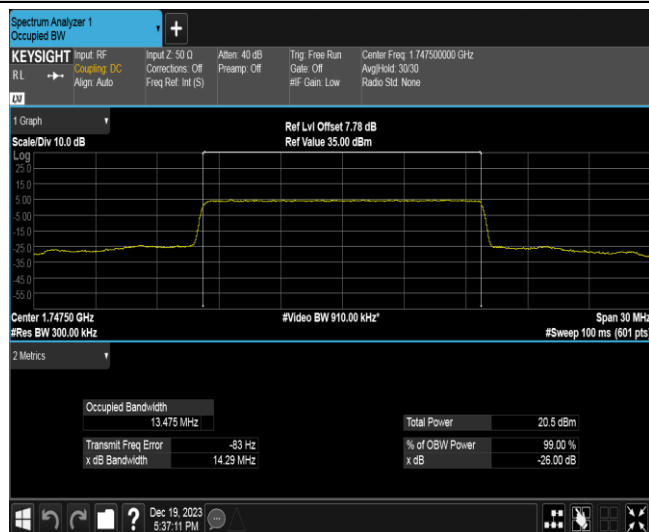 Spectrum Analyzer 1
Occupied BW
KEYSIGHT
RL
LXI
Input: RF
Coupling: DC
Align: Auto
Input Z: 50 Ω
Corrections: Off
Freq Ref: Int (S)
Atten: 40 dB
Preamp: Off
Trig: Free Run
Gate: Off
#IF Gain: Low
Center Freq: 1.747500000 GHz
Avg|Hold: 30/30
Radio Std: None
1 Graph
Ref Lvl Offset 7.78 dB
Scale/Div 10.0 dB
Ref Value 35.00 dBm
Log
25.0
15.0
5.00
-5.00
-15.0
-25.0
-35.0
-45.0
-55.0
Center 1.74750 GHz
#Video BW 910.00 kHz*
Span 30 MHz
#Res BW 300.00 kHz
#Sweep 100 ms (601 pts)
2 Metrics
Occupied Bandwidth
13.475 MHz
Total Power 20.5 dBm
Transmit Freq Error -83 Hz
% of OBW Power 99.00 %
x dB Bandwidth 14.29 MHz
x dB -26.00 dB
?
Dec 19, 2023
5:37:11 PM